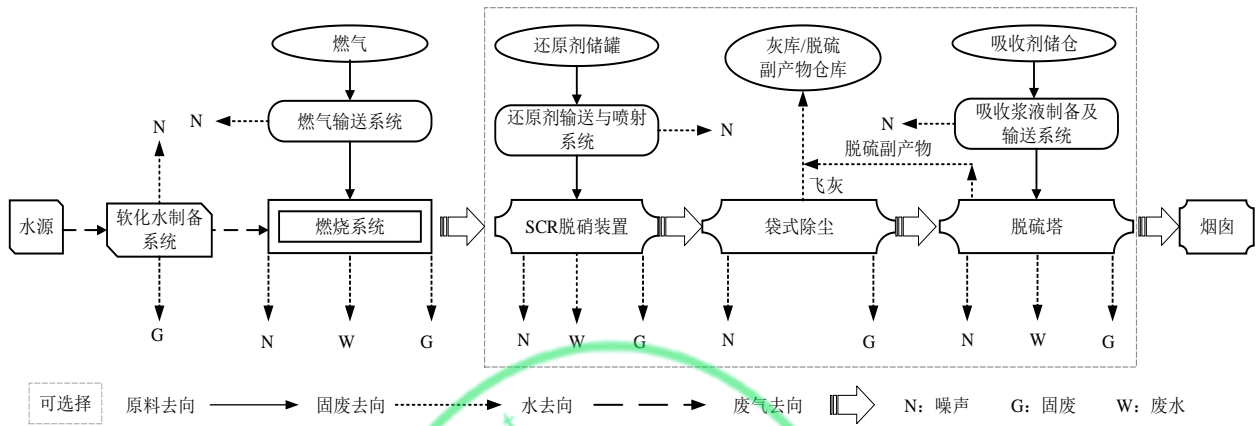 燃气
还原剂储罐
灰库/脱硫
副产物仓库
吸收剂储仓
N
N
燃气输送系统
还原剂输送与喷射
系统
N
N
吸收浆液制备及
输送系统
脱硫副产物
飞灰
水源
软化水制备
系统
燃烧系统
SCR脱硝装置
袋式除尘
脱硫塔
烟囱
G
N
W
G
N
W
G
N
G
N
W
G
可选择
原料去向
固废去向
水去向
废气去向
N：噪声
G：固废
W：废水